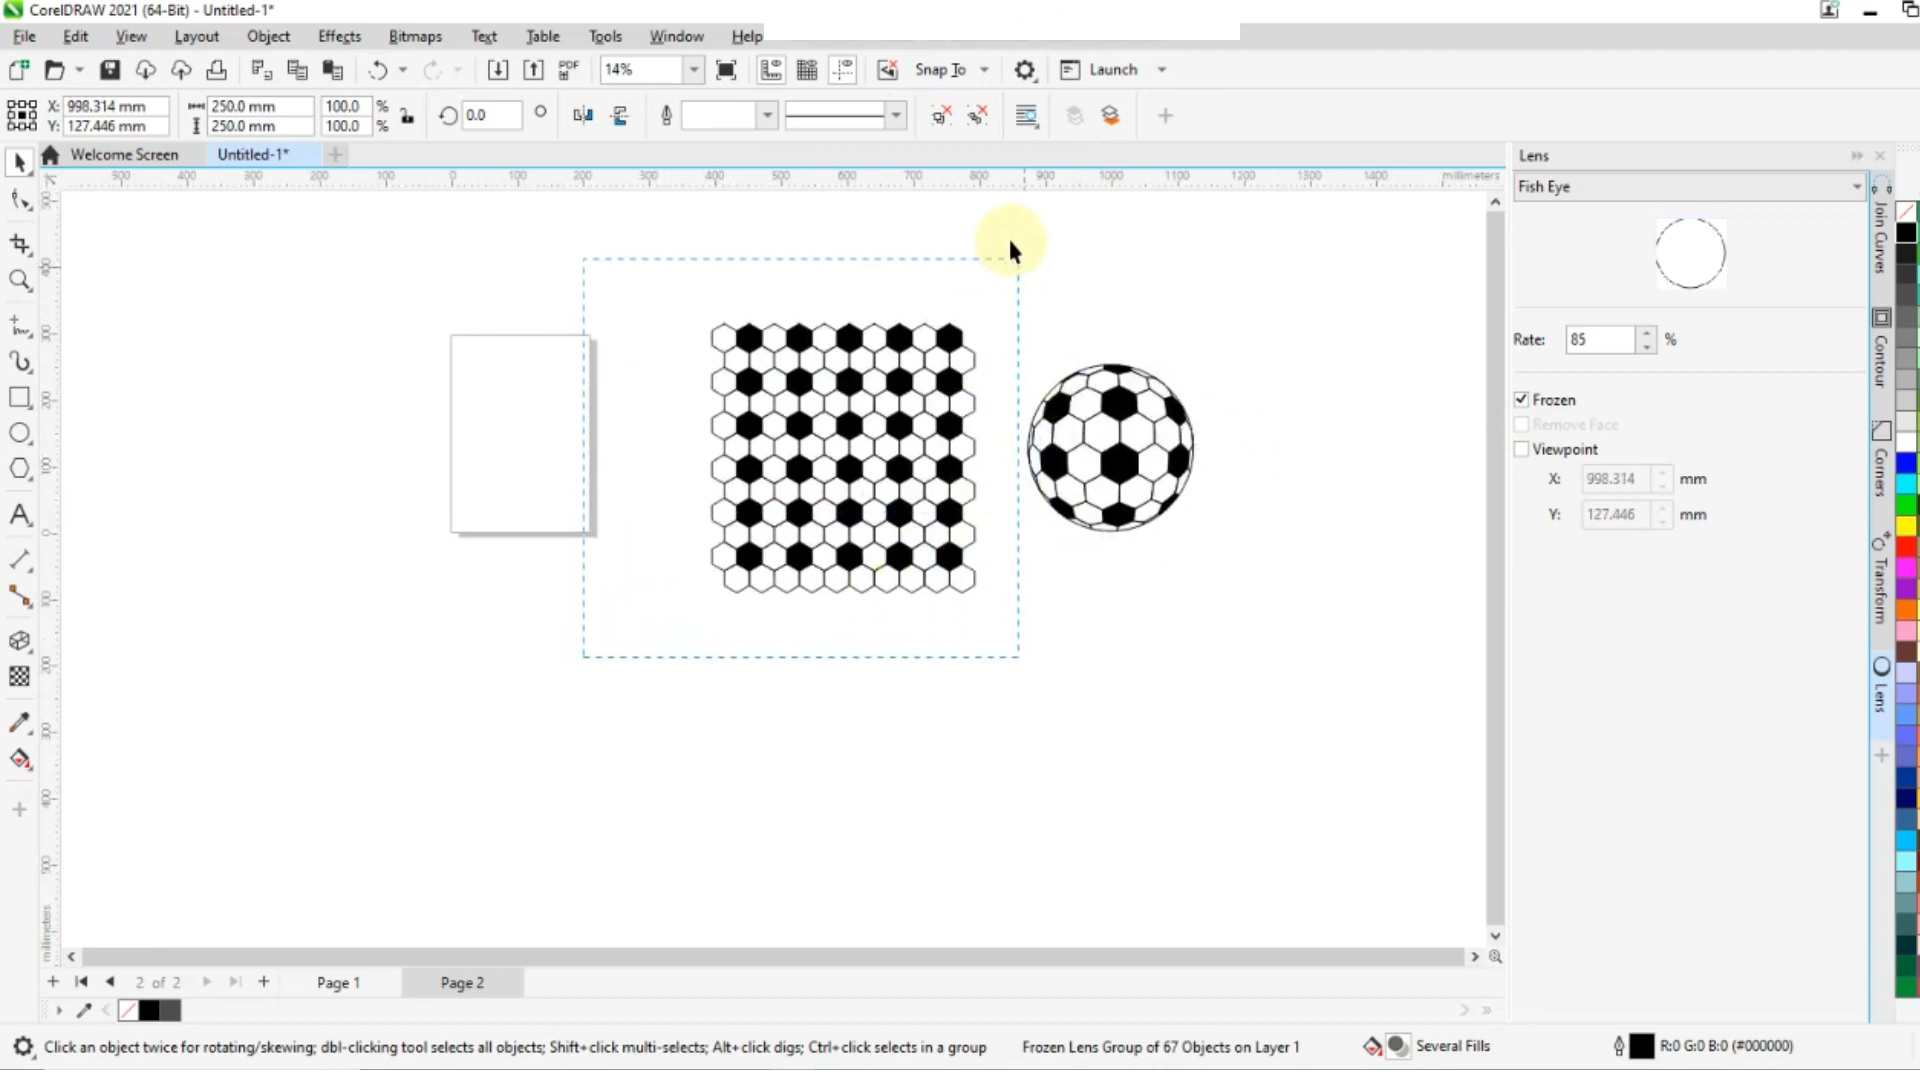 CorelDRAW 2021 (64-Bit) - Untitled-1*
File Edit View Layout Object Effects Bitmaps Text Table Tools Window Help
PDF 14% Snap To Launch
X: 998.314 mm 250.0 mm 100.0 % 0.0 °
Y: 127.446 mm 250.0 mm 100.0 %
Welcome Screen Untitled-1*
500 400 300 200 100 0 100 200 300 400 500 600 700 800 900 1000 1100 1200 1300 1400 millimeters
Lens
Fish Eye
Rate: 85 %
Frozen
Remove Face
Viewpoint
X: 998.314 mm
Y: 127.446 mm
Join Curves
Contour
Corners
Transform
Lens
millimeters
2 of 2 Page 1 Page 2
Click an object twice for rotating/skewing; dbl-clicking tool selects all objects; Shift+click multi-selects; Alt+click digs; Ctrl+click selects in a group Frozen Lens Group of 67 Objects on Layer 1 Several Fills R:0 G:0 B:0 (#000000)